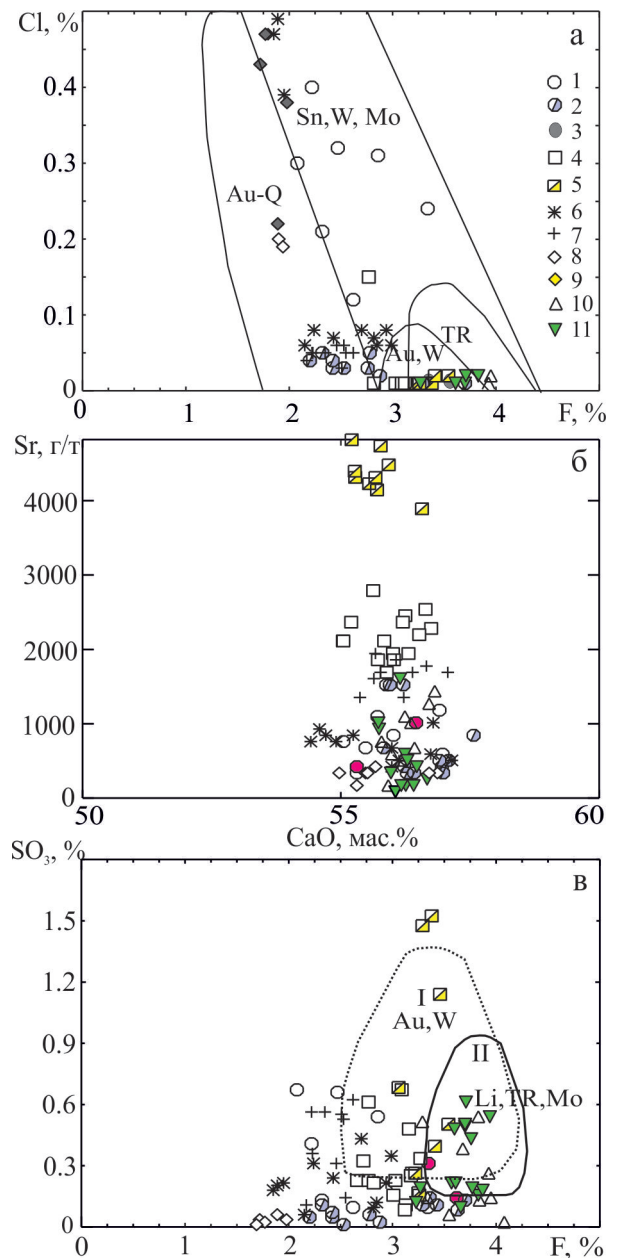 Cl, %
а
0.4
0.3
0.2
0.1
0
Sn,W, Mo
Au-Q
TR
Au,W
1
2
3
4
5
6
7
8
9
10
11
0 1 2 3 4 F, %
Sr, г/т
б
4000
3000
2000
1000
0
50 55 60
CaO, мас.%
SO3, %
в
1.5
1.2
0.9
0.6
0.3
0
I
Au,W
II
Li,TR,Mo
0 1 2 3 4 F, %